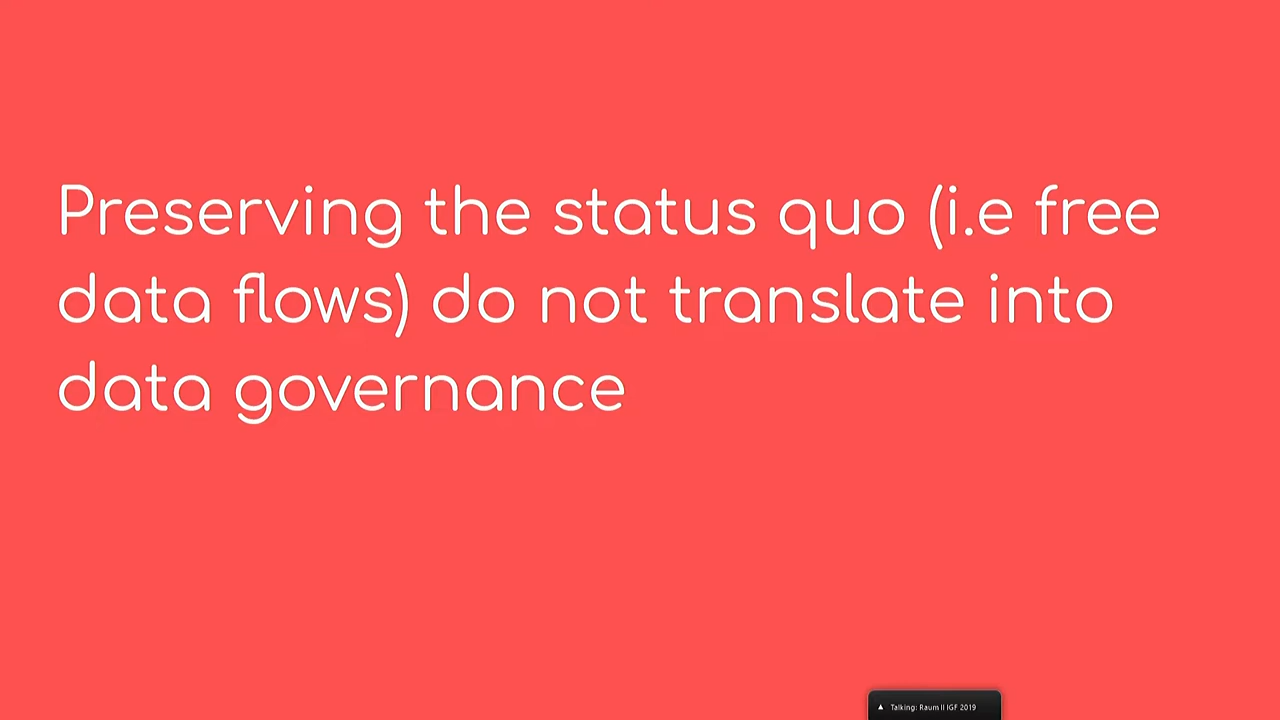 Preserving the status quo (i.e free
data flows) do not translate into
data governance
Talking: Raum II IGF 2019